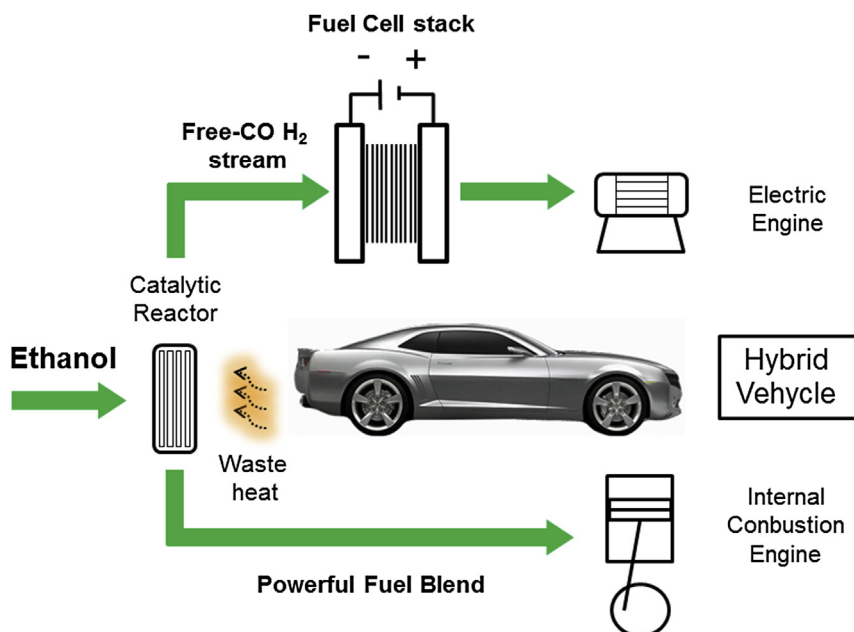 Fuel Cell stack
- +
Free-CO H₂
stream
Electric
Engine
Catalytic
Reactor
Ethanol
Hybrid
Vehycle
Waste
heat
Internal
Conbustion
Engine
Powerful Fuel Blend